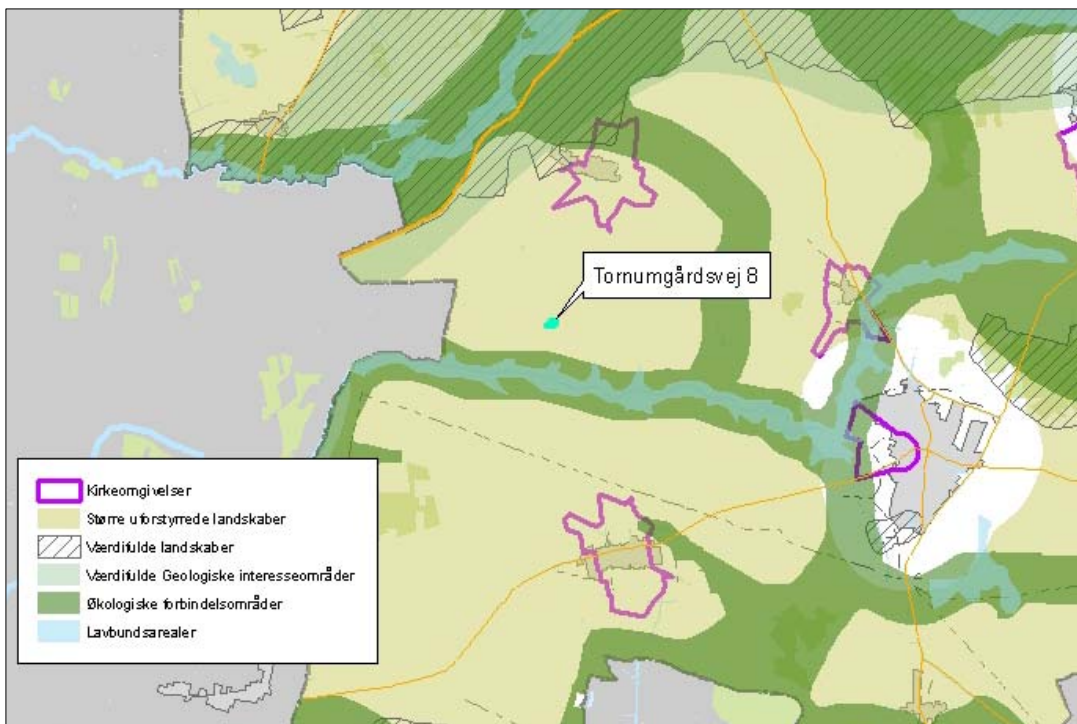 Tornumgårdsvej 8
Kirkeomgivelser
Større uforstyrrede landskaber
Værdifulde landskaber
Værdifulde Geologiske interesseområder
Økologiske forbindelsområder
Lavbundsarealer